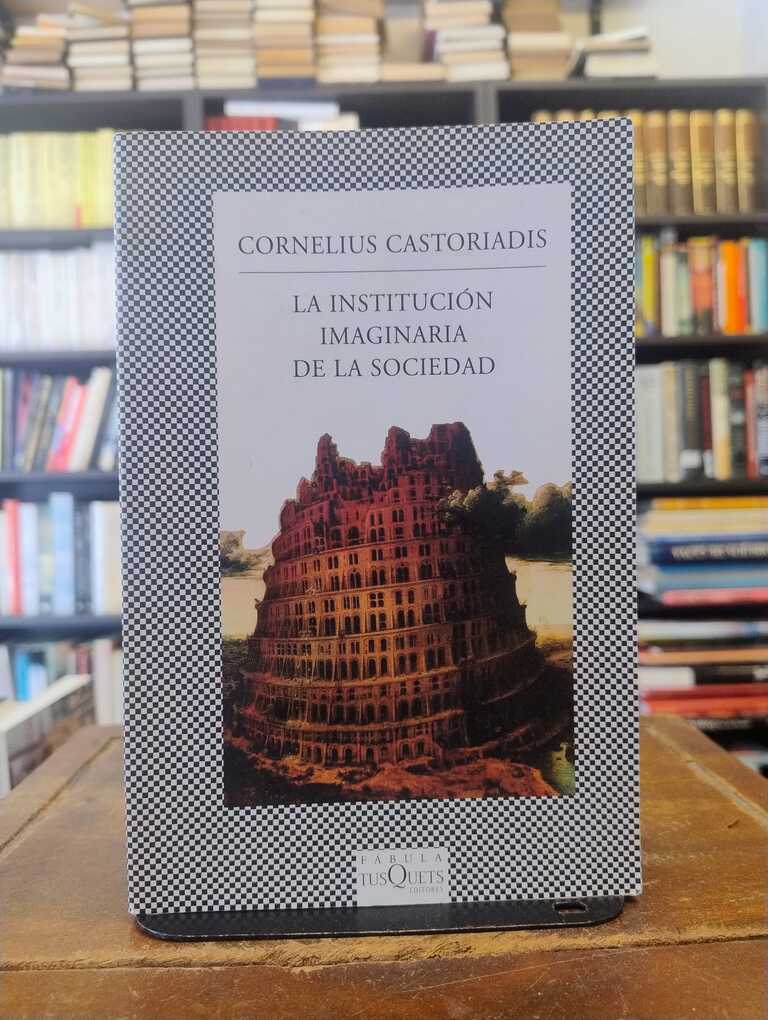 CORNELIUS CASTORIADIS
LA INSTITUCIÓN
IMAGINARIA
DE LA SOCIEDAD
FÁBULA
TUSQUETS
EDITORES